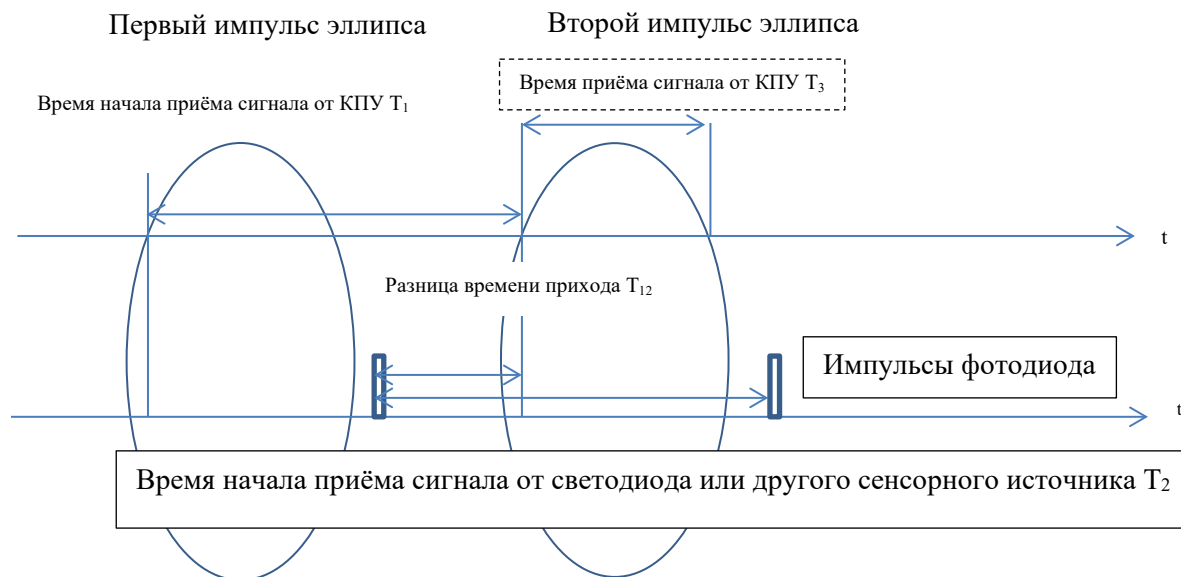 Первый импульс эллипса
Второй импульс эллипса
Время приёма сигнала от КПУ T₃
Время начала приёма сигнала от КПУ T₁
t
Разница времени прихода T₁₂
Импульсы фотодиода
t
Время начала приёма сигнала от светодиода или другого сенсорного источника T₂